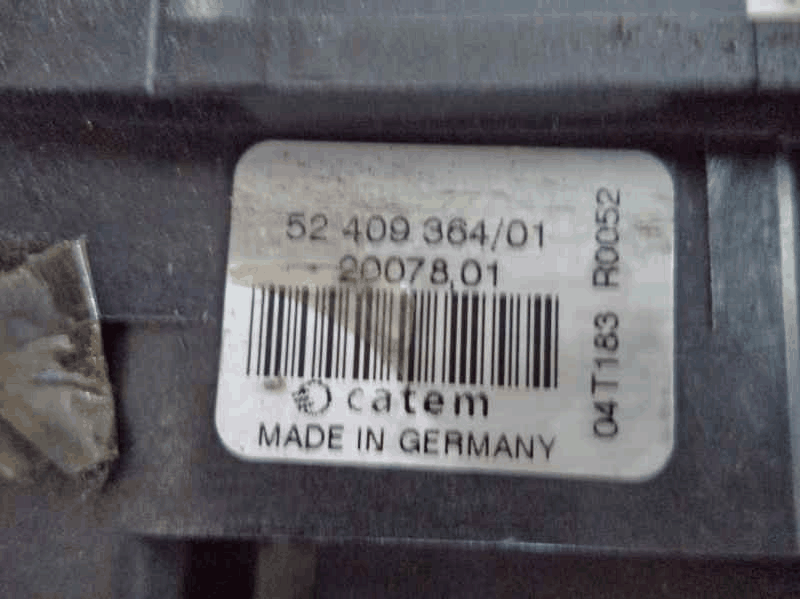 52 409 364/01
20078.01
catem
MADE IN GERMANY
04T183 R0052